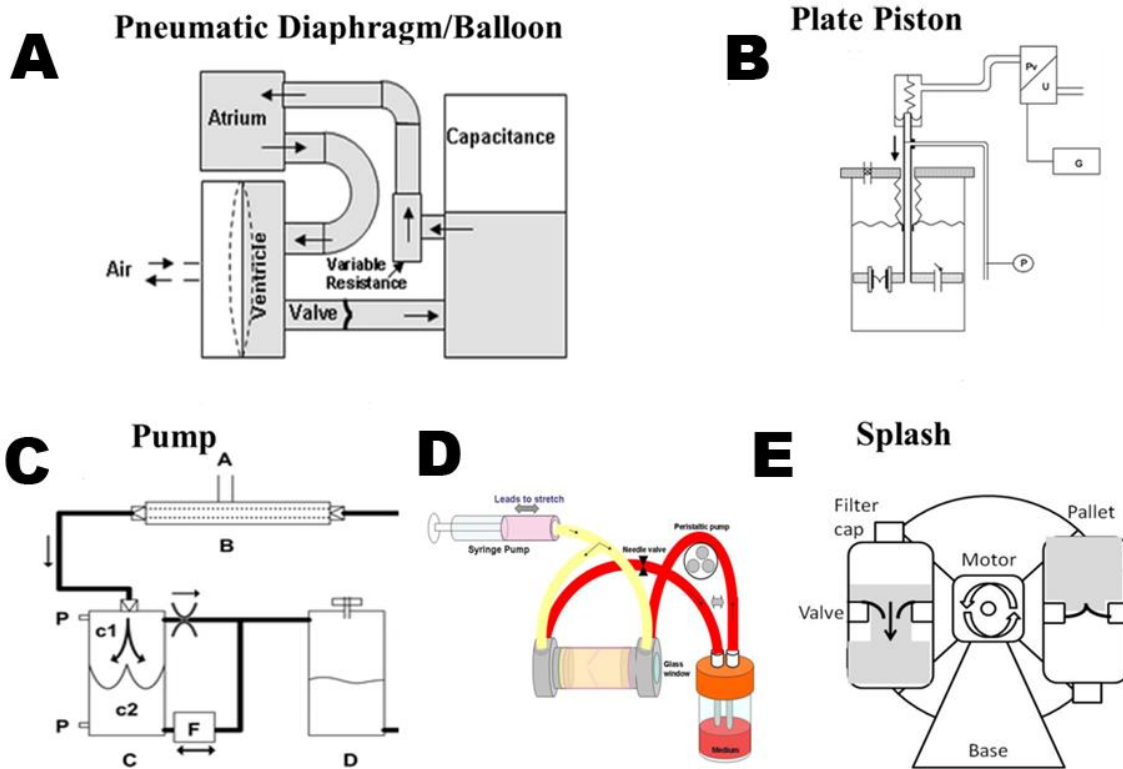 Pneumatic Diaphragm/Balloon
A
Atrium
Capacitance
Ventricle
Air
Variable
Resistance
Valve
Plate Piston
B
Pv
U
G
P
C
Pump
A
B
P
c1
c2
P
F
C
D
D
Leads to stretch
Syringe Pump
Needle valve
Peristaltic pump
Glass
window
Medium
E
Splash
Filter
cap
Pallet
Motor
Valve
Base